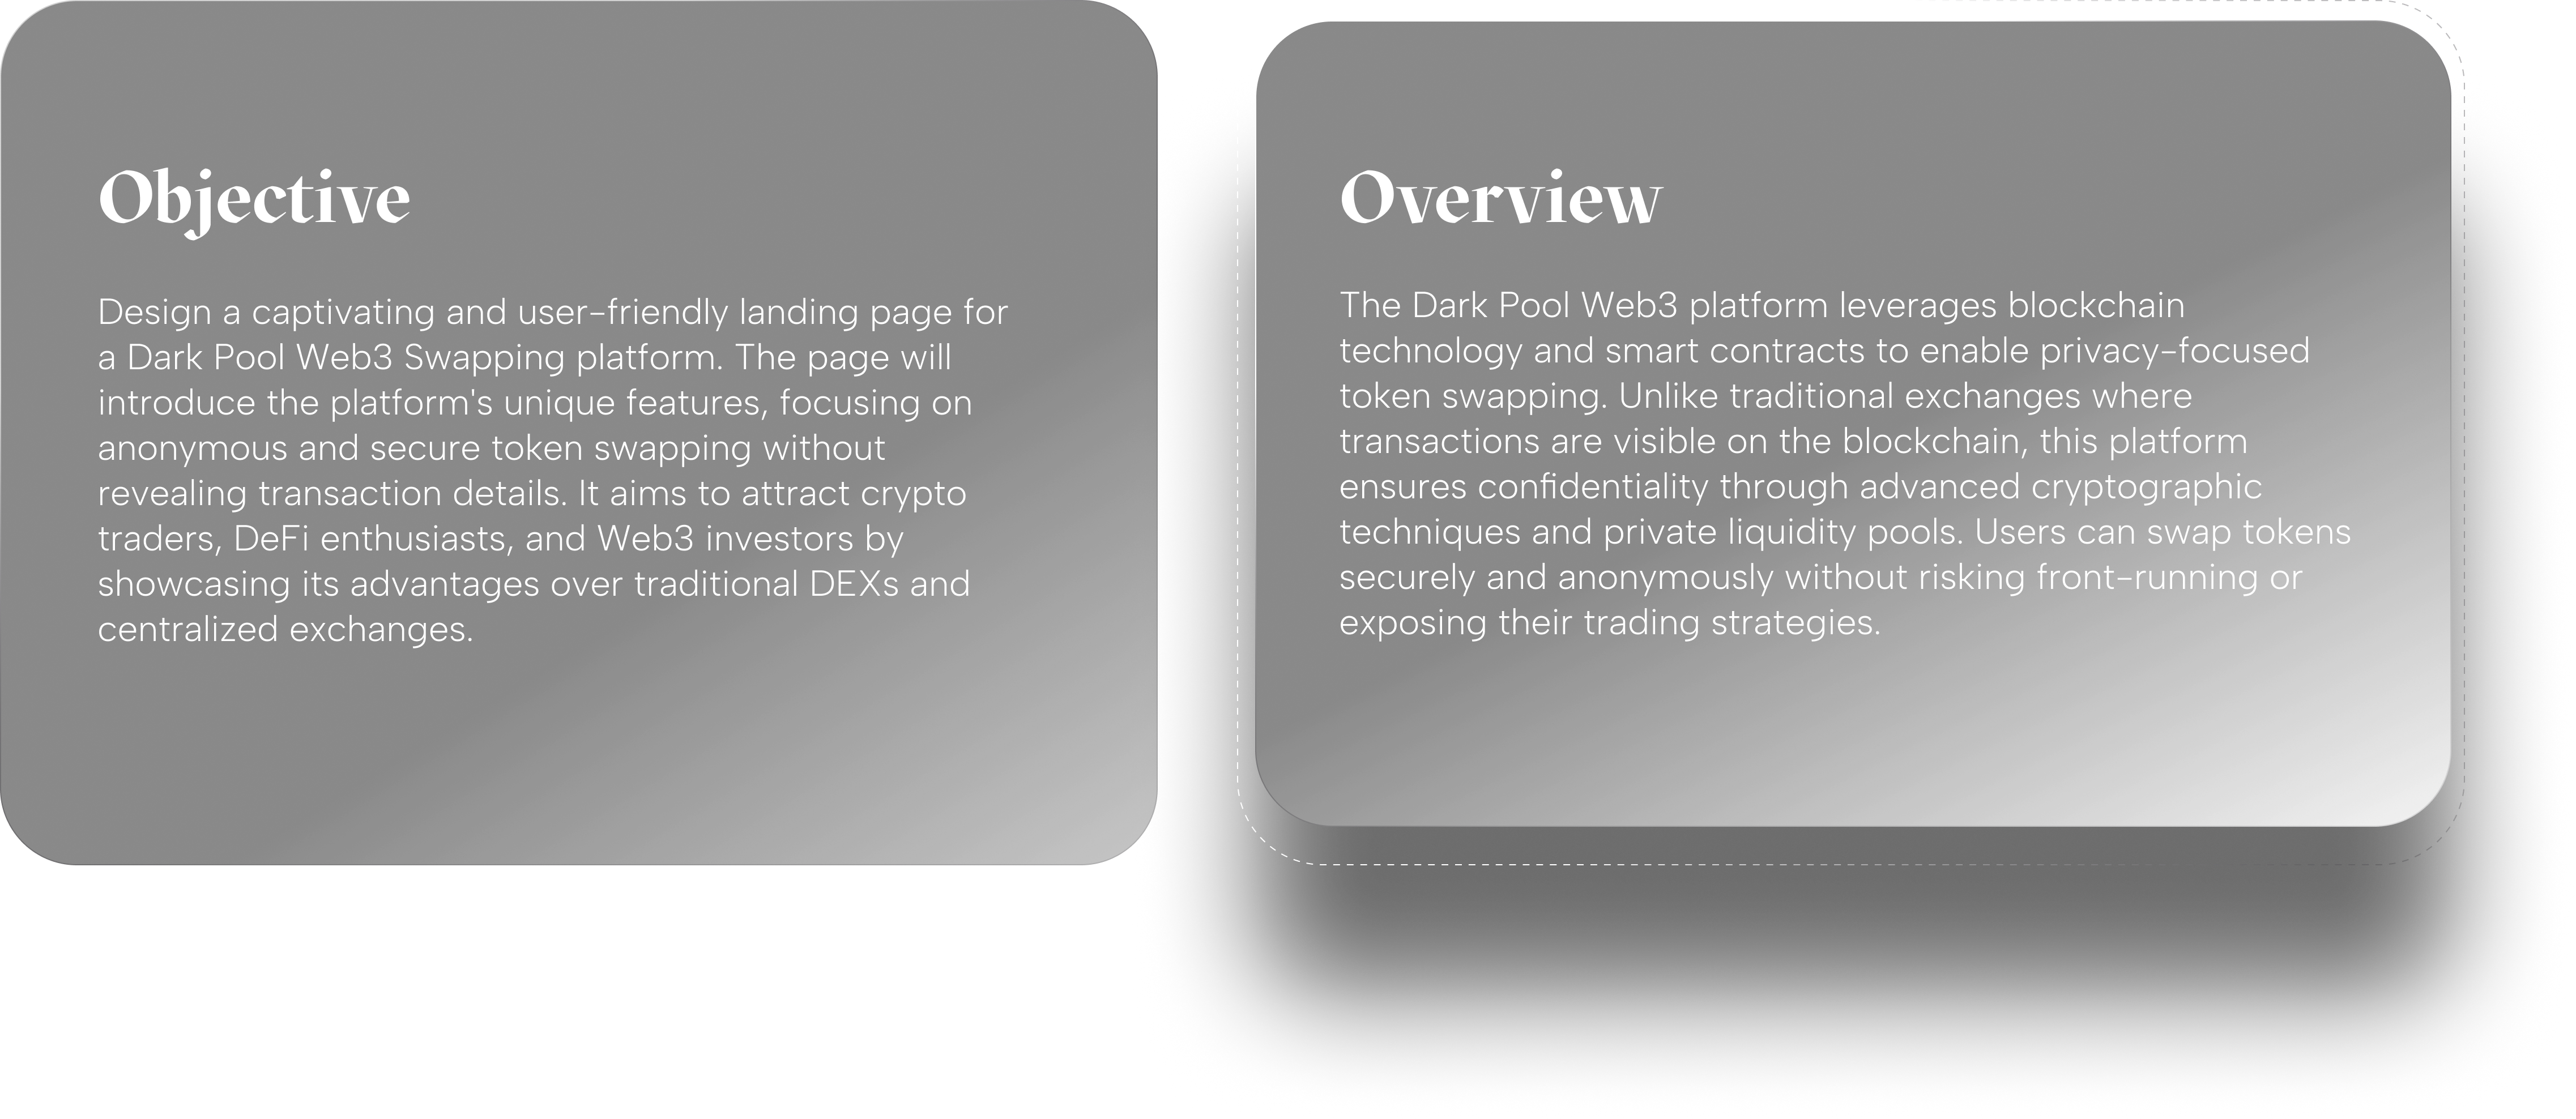 Objective
Design a captivating and user-friendly landing page for
a Dark Pool Web3 Swapping platform. The page will
introduce the platform's unique features, focusing on
anonymous and secure token swapping without
revealing transaction details. It aims to attract crypto
traders, DeFi enthusiasts, and Web3 investors by
showcasing its advantages over traditional DEXs and
centralized exchanges.
Overview
The Dark Pool Web3 platform leverages blockchain
technology and smart contracts to enable privacy-focused
token swapping. Unlike traditional exchanges where
transactions are visible on the blockchain, this platform
ensures confidentiality through advanced cryptographic
techniques and private liquidity pools. Users can swap tokens
securely and anonymously without risking front-running or
exposing their trading strategies.